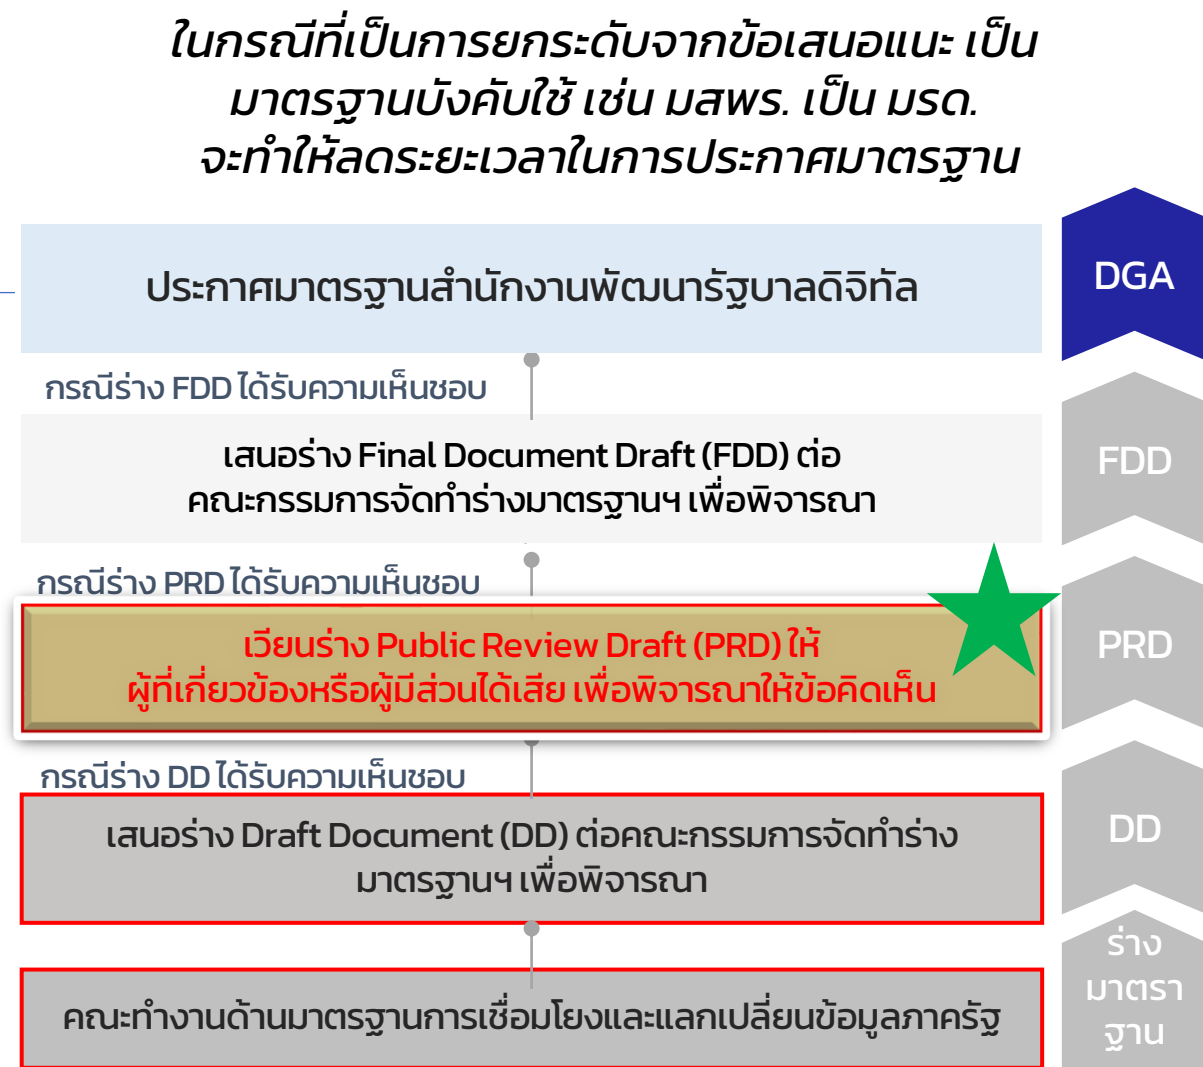 ในกรณีที่เป็นการยกระดับจากข้อเสนอแนะ เป็น
มาตรฐานบังคับใช้ เช่น มสพร. เป็น มรด.
จะทำให้ลดระยะเวลาในการประกาศมาตรฐาน
ประกาศมาตรฐานสำนักงานพัฒนารัฐบาลดิจิทัล
DGA
กรณีร่าง FDD ได้รับความเห็นชอบ
เสนอร่าง Final Document Draft (FDD) ต่อ
คณะกรรมการจัดทำร่างมาตรฐานฯ เพื่อพิจารณา
FDD
กรณีร่าง PRD ได้รับความเห็นชอบ
เวียนร่าง Public Review Draft (PRD) ให้
ผู้ที่เกี่ยวข้องหรือผู้มีส่วนได้เสีย เพื่อพิจารณาให้ข้อคิดเห็น
PRD
กรณีร่าง DD ได้รับความเห็นชอบ
เสนอร่าง Draft Document (DD) ต่อคณะกรรมการจัดทำร่าง
มาตรฐานฯ เพื่อพิจารณา
DD
คณะทำงานด้านมาตรฐานการเชื่อมโยงและแลกเปลี่ยนข้อมูลภาครัฐ
ร่าง
มาตรา
ฐาน